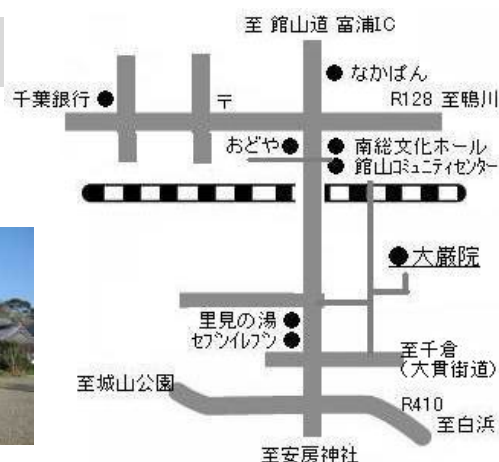 至 館山道 富浦IC
なかぱん
千葉銀行
〒
R128 至鴨川
おどや
南総文化ホール
館山コミュニティセンター
大巌院
里見の湯
セブンイレブン
至千倉
(大貫街道)
至城山公園
R410
至白浜
至安房神社